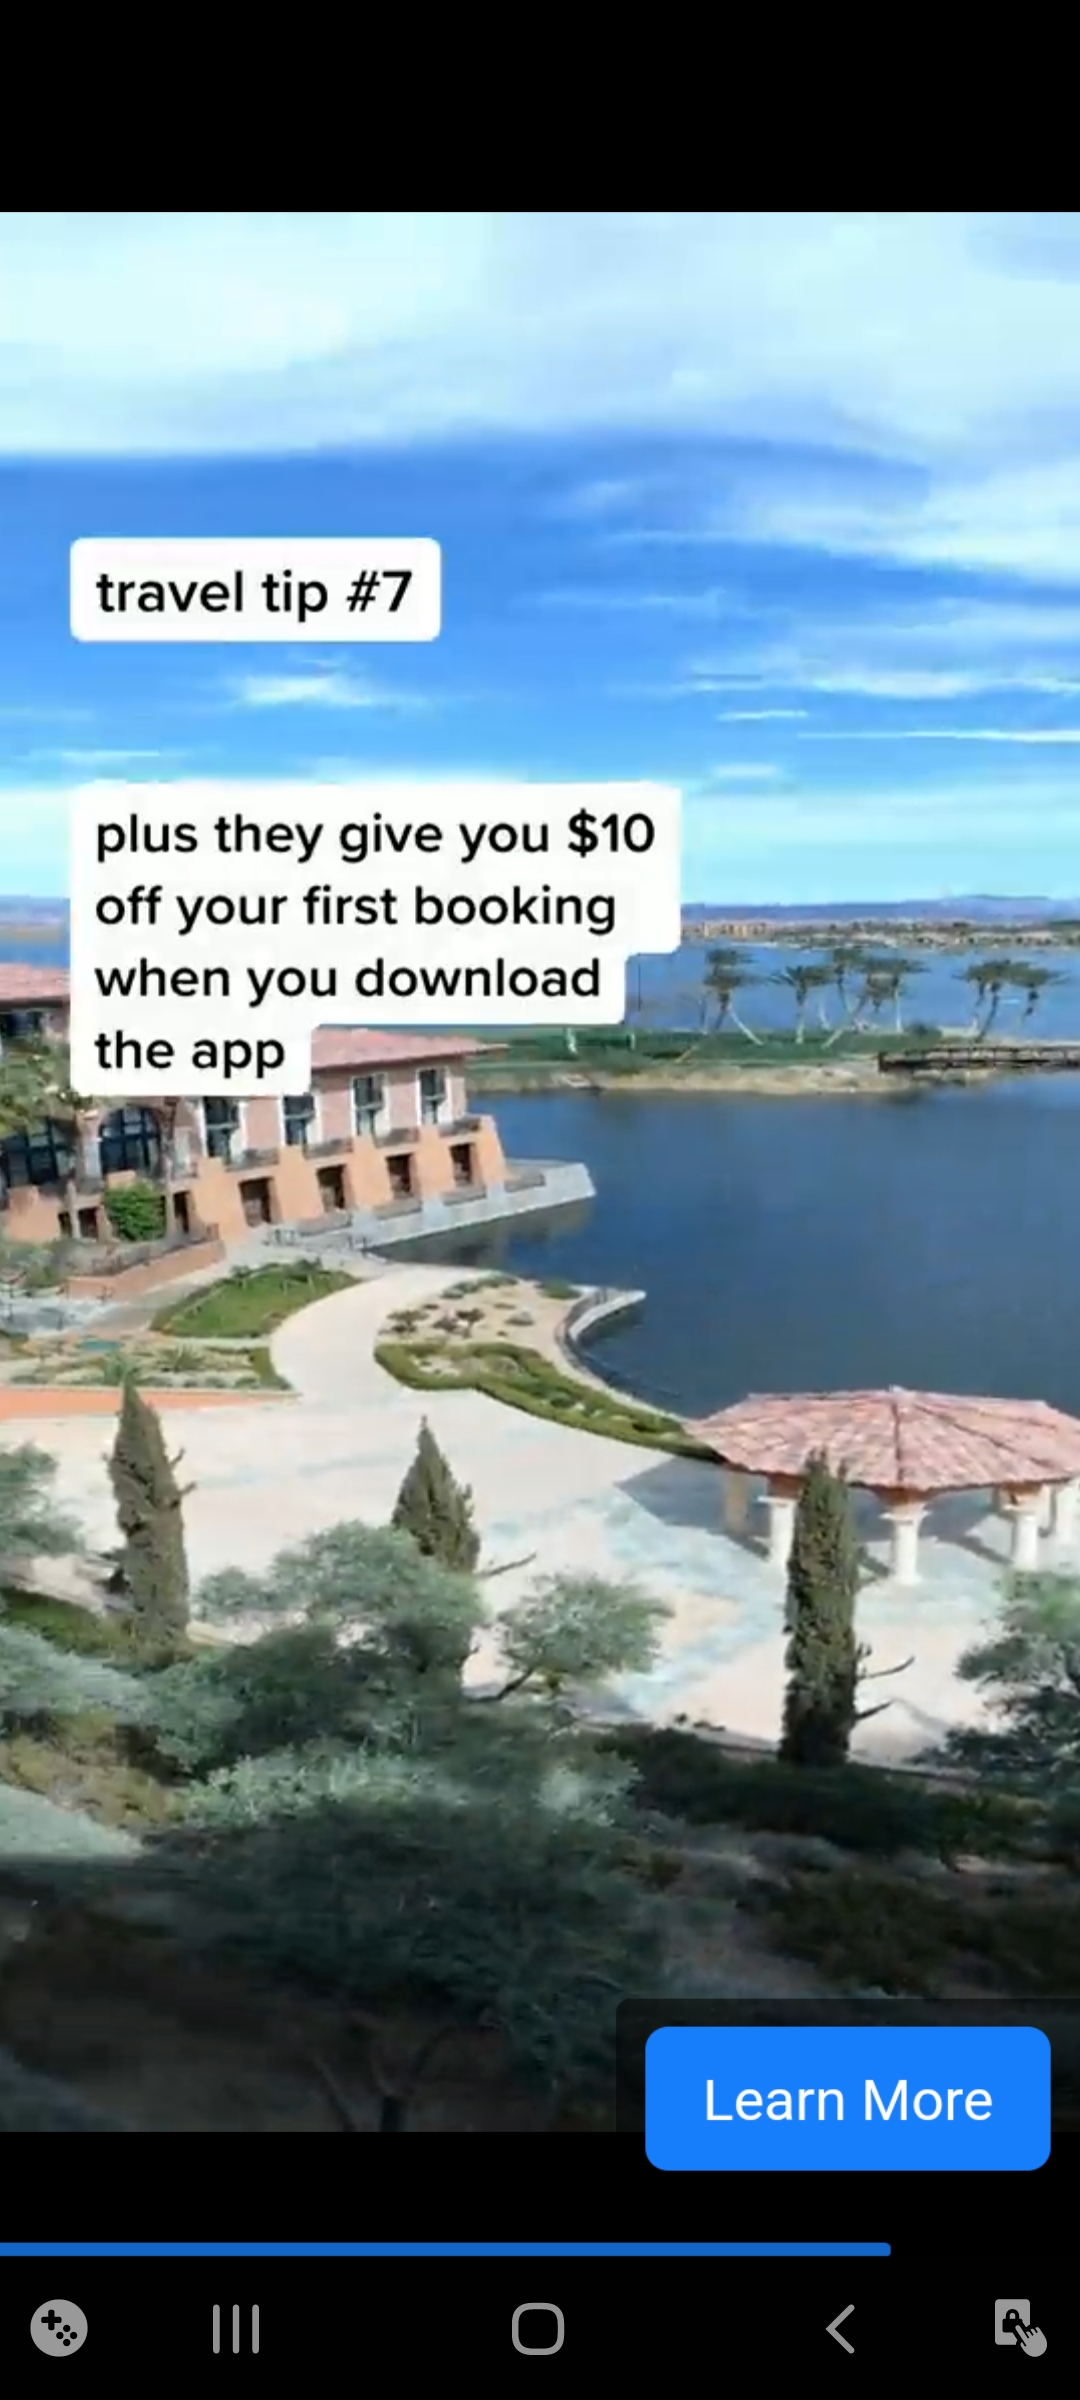 travel tip #7
plus they give you $10
off your first booking
when you download
the app
Learn More